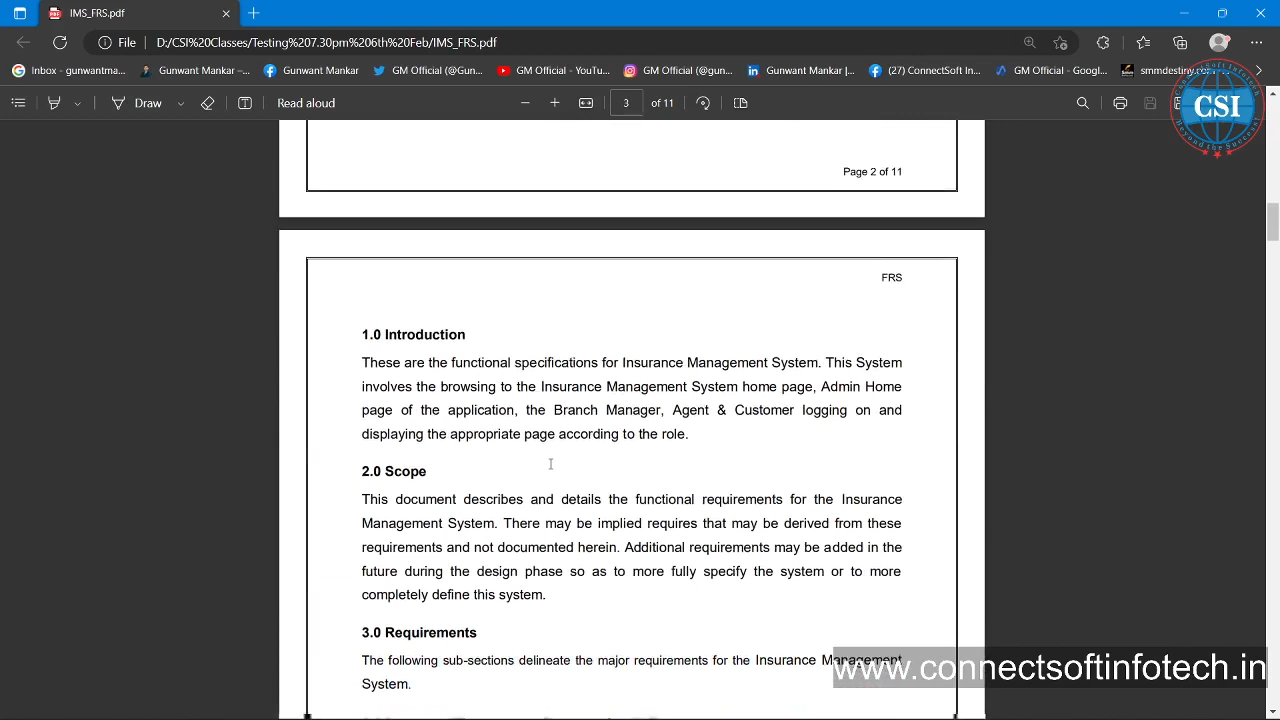 IMS_FRS.pdf
File
D:/CSI%20Classes/Testing%207.30pm%206th%20Feb/IMS_FRS.pdf
Inbox - gunwantma...
Gunwant Mankar –...
Gunwant Mankar
GM Official (@Gun...
GM Official - YouTu...
GM Official (@gun...
Gunwant Mankar |...
(27) ConnectSoft In...
GM Official - Googl...
smmdestiny.com
Draw
Read aloud
3
of 11
ConnectSoft Infotech
CSI
Beyond the Success!
Page 2 of 11
FRS
1.0 Introduction
These are the functional specifications for Insurance Management System. This System
involves the browsing to the Insurance Management System home page, Admin Home
page of the application, the Branch Manager, Agent & Customer logging on and
displaying the appropriate page according to the role.
2.0 Scope
This document describes and details the functional requirements for the Insurance
Management System. There may be implied requires that may be derived from these
requirements and not documented herein. Additional requirements may be added in the
future during the design phase so as to more fully specify the system or to more
completely define this system.
3.0 Requirements
The following sub-sections delineate the major requirements for the Insurance Management
System.
www.connectsoftinfotech.in